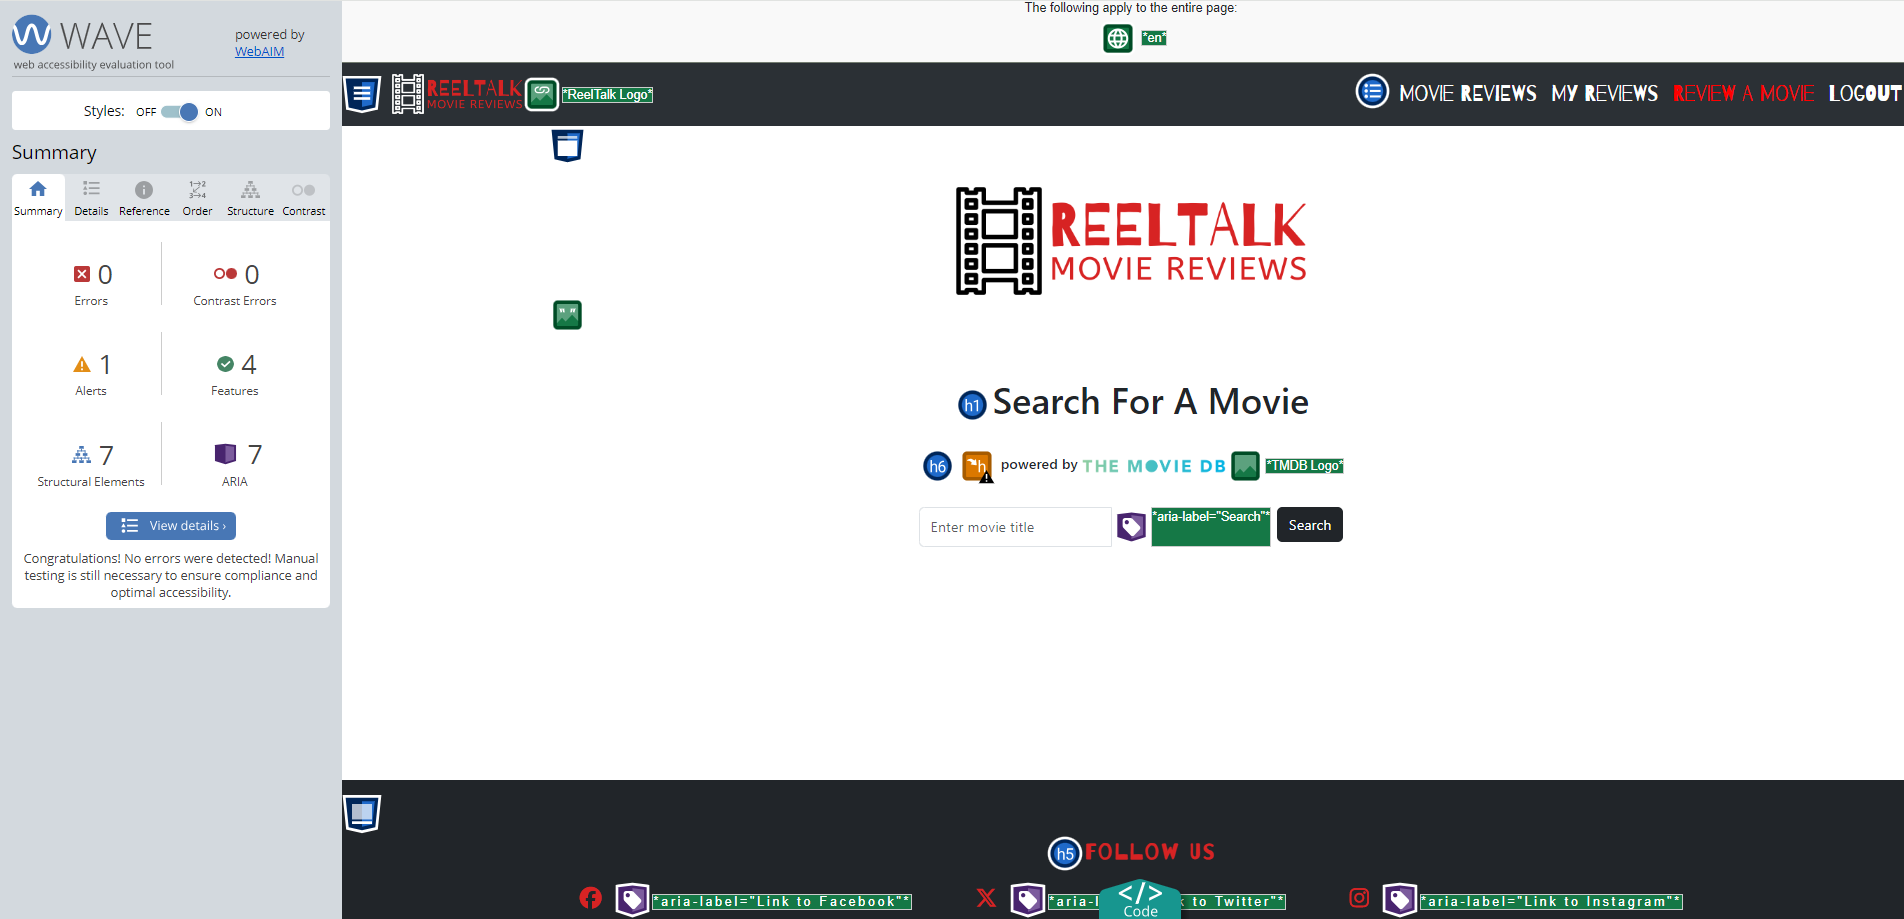 WAVE
web accessibility evaluation tool
powered by
WebAIM
Styles: OFF ON
Summary
Summary Details Reference Order Structure Contrast
0 0
Errors Contrast Errors
1 4
Alerts Features
7 7
Structural Elements ARIA
View details ›
Congratulations! No errors were detected! Manual
testing is still necessary to ensure compliance and
optimal accessibility.
The following apply to the entire page:
*en*
REELTALK
MOVIE REVIEWS
*ReelTalk Logo*
MOVIE REVIEWS MY REVIEWS REVIEW A MOVIE LOGOUT
REELTALK
MOVIE REVIEWS
h1 Search For A Movie
h6 h powered by THE MOVIE DB *TMDB Logo*
Enter movie title *aria-label="Search"* Search
h5 FOLLOW US
*aria-label="Link to Facebook"* *aria-l to Twitter"* *aria-label="Link to Instagram"*
</> Code